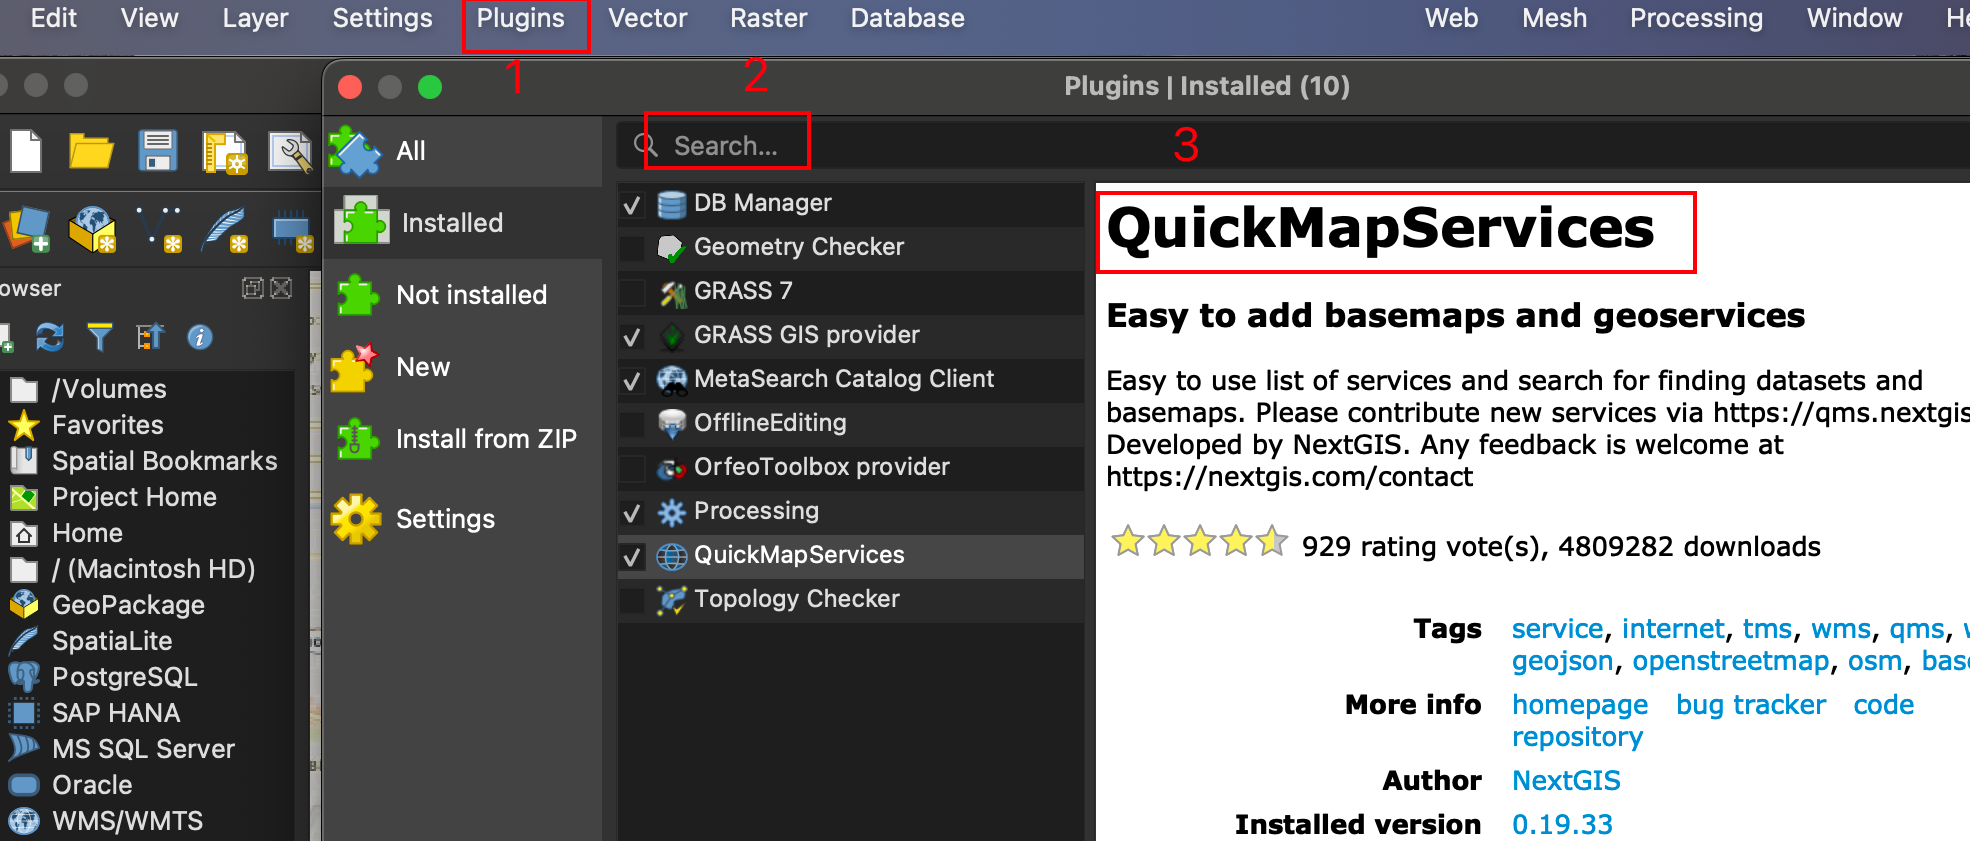 Edit View Layer Settings Plugins Vector Raster Database Web Mesh Processing Window
1
2
3
Plugins | Installed (10)
All
Installed
Not installed
New
Install from ZIP
Settings
Search...
DB Manager
Geometry Checker
GRASS 7
GRASS GIS provider
MetaSearch Catalog Client
OfflineEditing
OrfeoToolbox provider
Processing
QuickMapServices
Topology Checker
QuickMapServices
Easy to add basemaps and geoservices
Easy to use list of services and search for finding datasets and
basemaps. Please contribute new services via https://qms.nextgis
Developed by NextGIS. Any feedback is welcome at
https://nextgis.com/contact
929 rating vote(s), 4809282 downloads
Tags service, internet, tms, wms, qms,
geojson, openstreetmap, osm, bas
More info homepage bug tracker code
repository
Author NextGIS
Installed version 0.19.33
owser
/Volumes
Favorites
Spatial Bookmarks
Project Home
Home
/ (Macintosh HD)
GeoPackage
SpatiaLite
PostgreSQL
SAP HANA
MS SQL Server
Oracle
WMS/WMTS